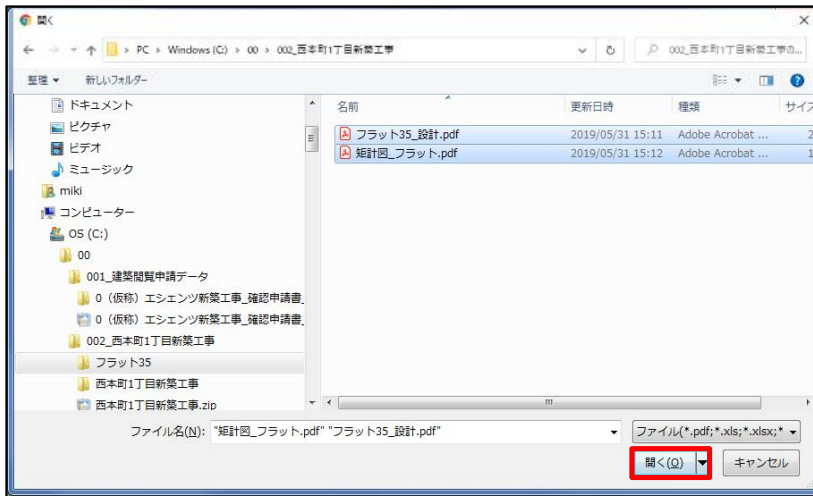 開く
PC > Windows (C:) > 00 > 002_西本町1丁目新築工事
002_西本町1丁目新築工事の...
整理 新しいフォルダー
ドキュメント
ピクチャ
ビデオ
ミュージック
miki
コンピューター
OS (C:)
00
001_建築閲覧申請データ
0（仮称）エシェンツ新築工事_確認申請書_
0（仮称）エシェンツ新築工事_確認申請書_
002_西本町1丁目新築工事
フラット35
西本町1丁目新築工事
西本町1丁目新築工事.zip
名前 更新日時 種類 サイズ
フラット35_設計.pdf 2019/05/31 15:11 Adobe Acrobat ... 2
矩計図_フラット.pdf 2019/05/31 15:12 Adobe Acrobat ... 1
ファイル名(N): "矩計図_フラット.pdf" "フラット35_設計.pdf"
ファイル(*.pdf;*.xls;*.xlsx;*
開く(O) キャンセル